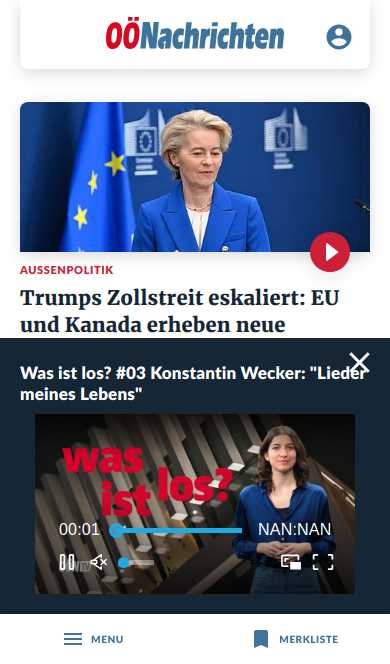 OÖNachrichten
AUSSENPOLITIK
Trumps Zollstreit eskaliert: EU
und Kanada erheben neue
Was ist los? #03 Konstantin Wecker: "Lieder
meines Lebens"
was
ist los?
00:01
NAN:NAN
MENU
MERKLISTE